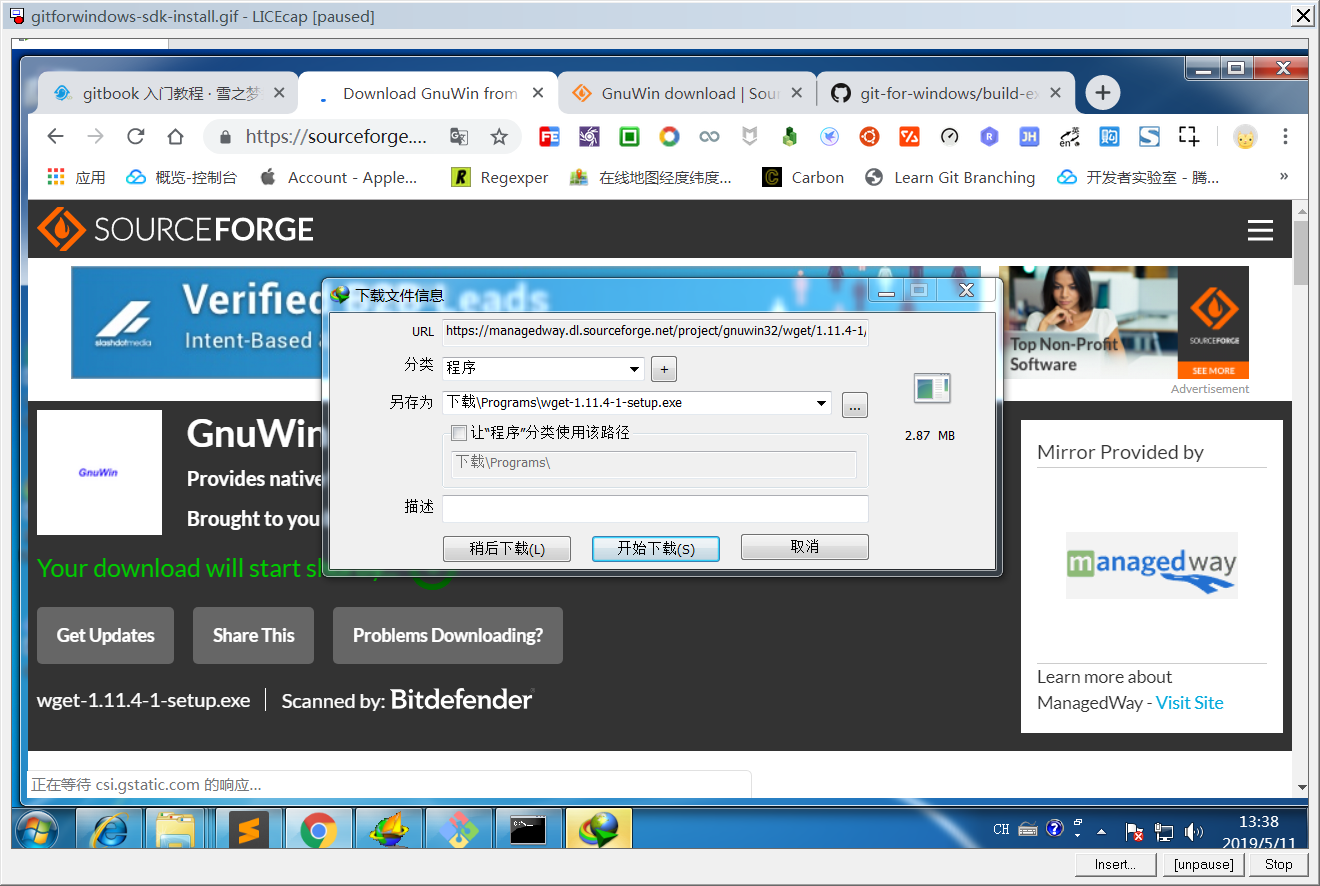 gitforwindows-sdk-install.gif - LICEcap [paused]
gitbook 入门教程 · 雪之梦
Download GnuWin from
GnuWin download | Sour
git-for-windows/build-ex
https://sourceforge....
应用
概览-控制台
Account - Apple...
Regexper
在线地图经度纬度...
Carbon
Learn Git Branching
开发者实验室 - 腾...
»
SOURCEFORGE
Verified
Leads
slashdotmedia
Intent-Based
Top Non-Profit
Software
SOURCEFORGE
SEE MORE
Advertisement
下载文件信息
URL
https://managedway.dl.sourceforge.net/project/gnuwin32/wget/1.11.4-1/
分类
程序
+
另存为
下载\Programs\wget-1.11.4-1-setup.exe
...
让“程序”分类使用该路径
下载\Programs\
2.87 MB
描述
稍后下载(L)
开始下载(S)
取消
GnuWin
GnuWin
Provides native
Brought to you
Your download will start
Get Updates
Share This
Problems Downloading?
wget-1.11.4-1-setup.exe
Scanned by: Bitdefender
Mirror Provided by
managedway
Learn more about
ManagedWay - Visit Site
正在等待 csi.gstatic.com 的响应...
CH
13:38
2019/5/11
Insert...
[unpause]
Stop